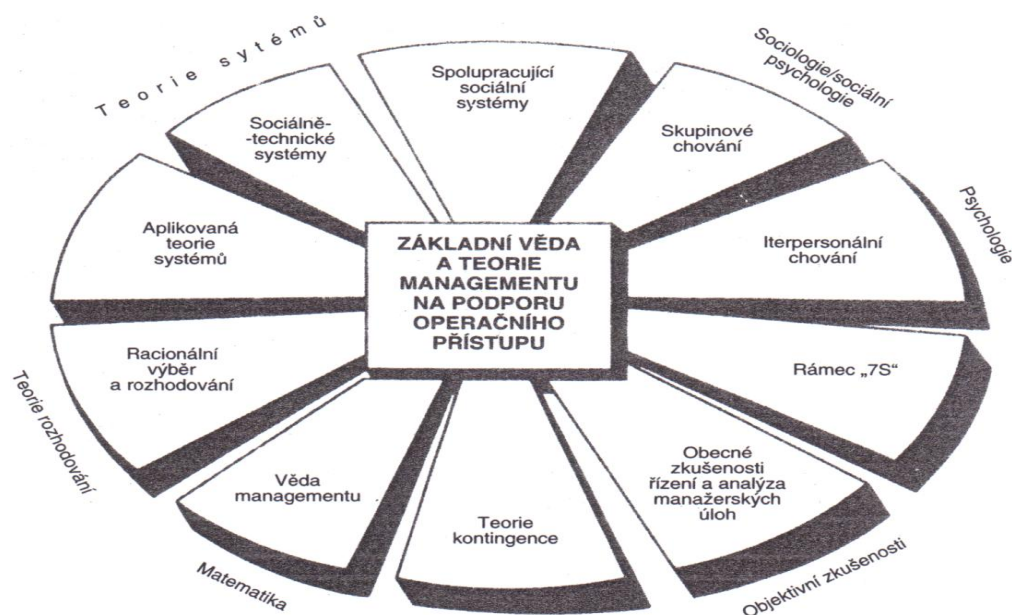 Teorie sytémů
Spolupracující
sociální
systémy
Sociologie/sociální
psychologie
Sociálně-
-technické
systémy
Skupinové
chování
Psychologie
Aplikovaná
teorie
systémů
ZÁKLADNÍ VĚDA
A TEORIE
MANAGEMENTU
NA PODPORU
OPERAČNÍHO
PŘÍSTUPU
Iterpersonální
chování
Racionální
výběr
a rozhodování
Rámec „7S“
Teorie rozhodování
Věda
managementu
Teorie
kontingence
Obecné
zkušenosti
řízení a analýza
manažerských
úloh
Matematika
Objektivní zkušenosti